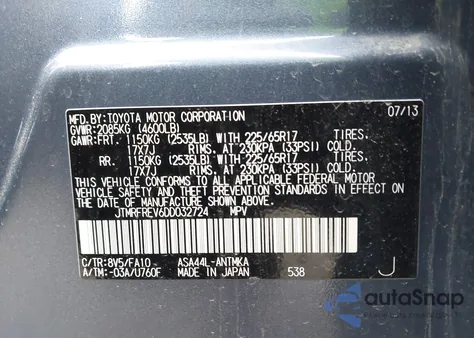 MFD.BY:TOYOTA MOTOR CORPORATION 07/13
GVWR:2085KG (4600LB)
GAWR:FRT. 1150KG (2535LB) WITH 225/65R17 TIRES.
17X7J RIMS. AT 230KPA (33PSI) COLD.
RR. 1150KG (2535LB) WITH 225/65R17 TIRES.
17X7J RIMS. AT 230KPA (33PSI) COLD.
THIS VEHICLE CONFORMS TO ALL APPLICABLE FEDERAL MOTOR
VEHICLE SAFETY AND THEFT PREVENTION STANDARDS IN EFFECT ON
THE DATE OF MANUFACTURE SHOWN ABOVE.
JTMRFREV6DD032724 MPV
C/TR:8V5/FA10 ASA44L-ANTMKA
A/TM:-03A/U760F MADE IN JAPAN 538 J
autoSnap